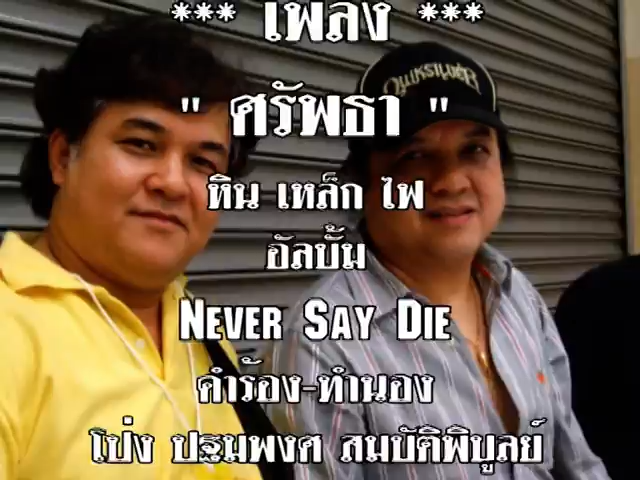 *** เพลง ***
QUIKSILVER
" ศรัทธา "
หิน เหล็ก ไฟ
อัลบั้ม
NEVER SAY DIE
คำร้อง-ทำนอง
โป่ง ปฐมพงศ สมบัติพิบูลย์